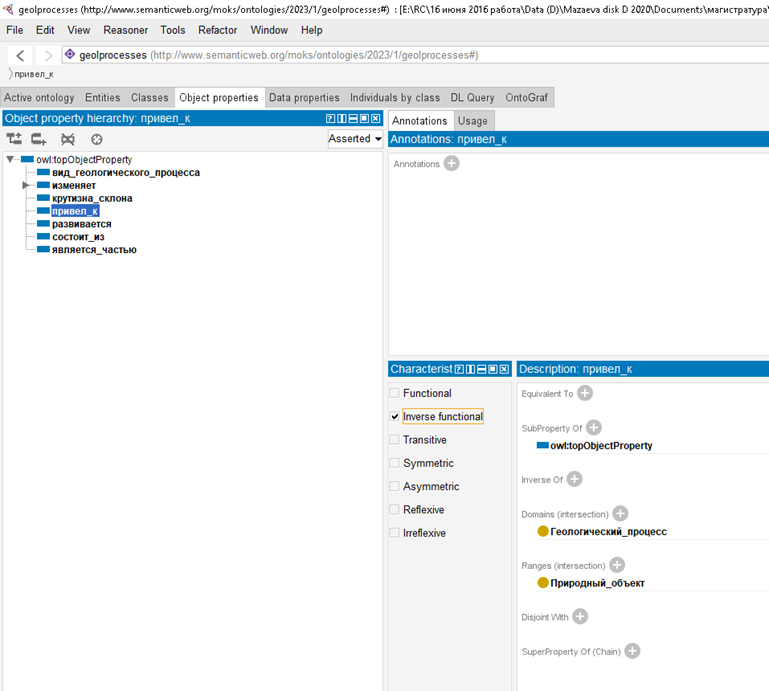 geolprocesses (http://www.semanticweb.org/moks/ontologies/2023/1/geolprocesses#) : [E:\RC\16 июня 2016 работа\Data (D)\Mazaeva disk D 2020\Documents\магистратура\
File Edit View Reasoner Tools Refactor Window Help
geolprocesses (http://www.semanticweb.org/moks/ontologies/2023/1/geolprocesses#)
привел_к
Active ontology Entities Classes Object properties Data properties Individuals by class DL Query OntoGraf
Object property hierarchy: привел_к
Asserted
owl:topObjectProperty
вид_геологического_процесса
изменяет
крутизна_склона
привел_к
развивается
состоит_из
является_частью
Annotations Usage
Annotations: привел_к
Annotations
Characterist
Functional
Inverse functional
Transitive
Symmetric
Asymmetric
Reflexive
Irreflexive
Description: привел_к
Equivalent To
SubProperty Of
owl:topObjectProperty
Inverse Of
Domains (intersection)
Геологический_процесс
Ranges (intersection)
Природный_объект
Disjoint With
SuperProperty Of (Chain)